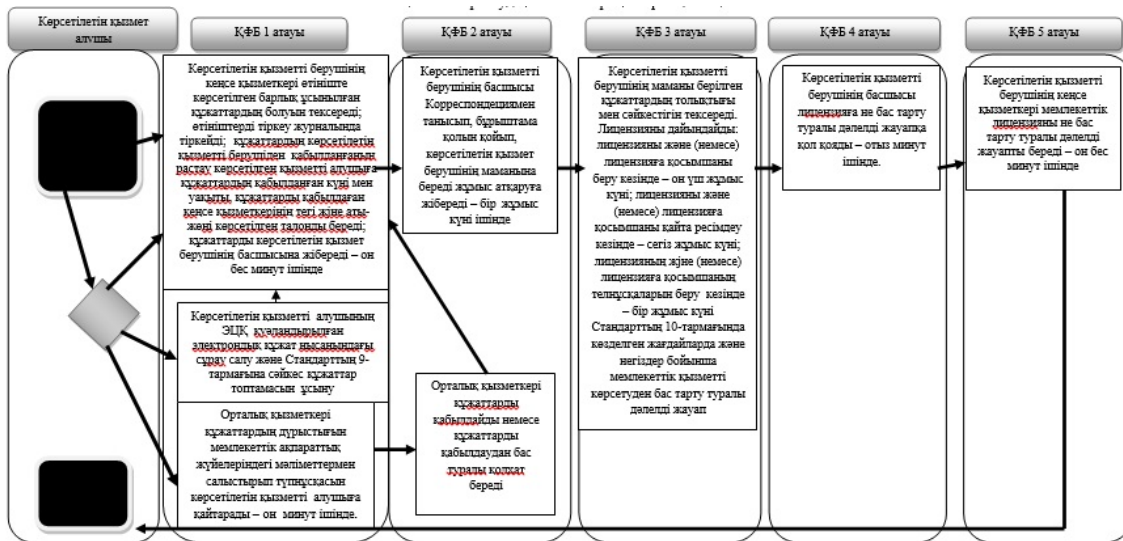 Көрсетілетін қызмет
алушы
ҚФБ 1 атауы
ҚФБ 2 атауы
ҚФБ 3 атауы
ҚФБ 4 атауы
ҚФБ 5 атауы
Көрсетілетін қызметті берушінің
кеңсе қызметкері өтініште
көрсетілген барлық ұсынылған
құжаттардың болуын тексереді;
өтініштерді тіркеу журналында
тіркейді; құжаттардың көрсетілетін
қызметті берушіден қабылданғанын
растау көрсетілген қызметті алушыға
құжаттардың қабылданған күні мен
уақыты, құжаттарды қабылдаған
кеңсе қызметкерінің тегі жіне аты-
жөні көрсетілген талонды береді;
құжаттарды көрсетілетін қызмет
берушінің басшысына жібереді – он
бес минут ішінде
Көрсетілетін қызметті алушының
ЭЦҚ куәландырылған
электрондық құжат нысанындағы
сұрау салу және Стандарттың 9-
тармағына сәйкес құжаттар
топтамасын ұсыну
Орталық қызметкері
құжаттардың дұрыстығын
мемлекеттік ақпараттық
жүйелеріндегі мәліметтермен
салыстырып түпнұсқасын
көрсетілетін қызметті алушыға
қайтарады – он минут ішінде.
Көрсетілетін қызметті
берушінің басшысы
Корреспонденциямен
танысып, бұрыштама
қолын қойып,
көрсетілетін қызмет
берушінің маманына
береді жұмыс атқаруға
жібереді – бір жұмыс
күні ішінде
Орталық қызметкері
құжаттарды
қабылдайды немесе
құжаттарды
қабылдаудан бас
туралы қолхат
береді
Көрсетілетін қызметті
берушінің маманы берілген
құжаттардың толықтығы
мен сәйкестігін тексереді.
Лицензияны дайындайды:
лицензияны және (немесе)
лицензияға қосымшаны
беру кезінде – он үш жұмыс
күні; лицензияны және
(немесе) лицензияға
қосымшаны қайта ресімдеу
кезінде – сегіз жұмыс күні;
лицензияның жіне (немесе)
лицензияға қосымшаның
телнұсқаларын беру кезінде
– бір жұмыс күні
Стандарттың 10-тармағында
көзделген жағдайларда және
негіздер бойынша
мемлекеттік қызметті
көрсетуден бас тарту туралы
дәлелді жауап
Көрсетілетін қызметті
берушінің басшысы
лицензияға не бас тарту
туралы дәлелді жауапқа
қол қояды – отыз минут
ішінде.
Көрсетілетін қызметті
берушінің кеңсе
қызметкері мемлекеттік
лицензияны не бас
тарту туралы дәлелді
жауапты береді – он бес
минут ішінде